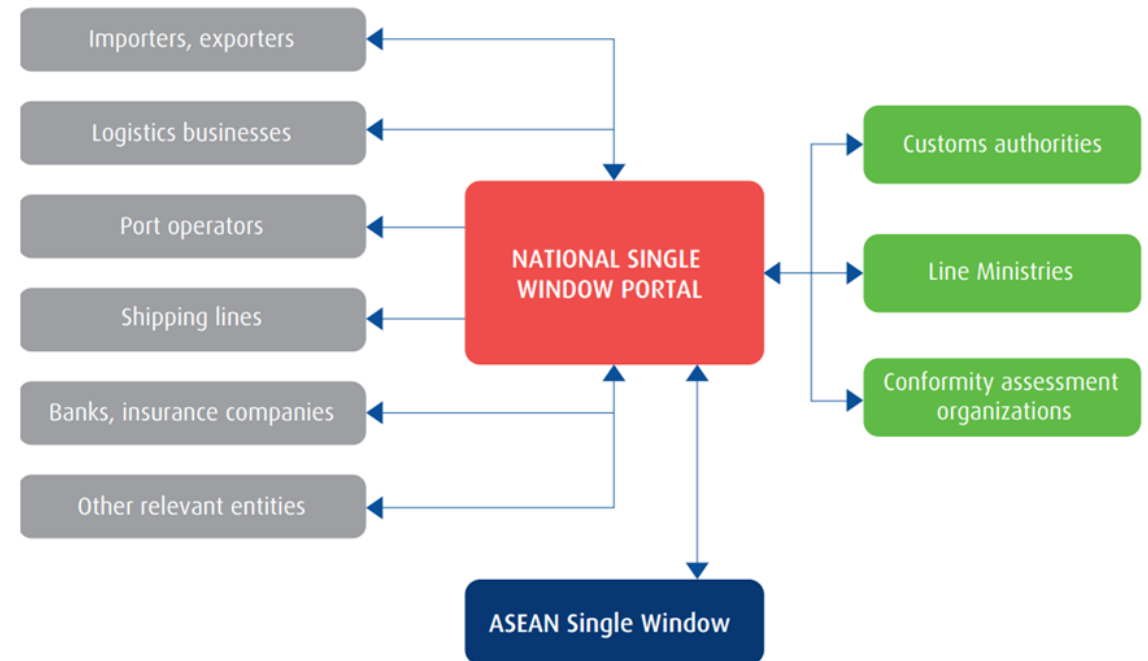 Importers, exporters
Logistics businesses
Port operators
Shipping lines
Banks, insurance companies
Other relevant entities
NATIONAL SINGLE
WINDOW PORTAL
ASEAN Single Window
Customs authorities
Line Ministries
Conformity assessment
organizations